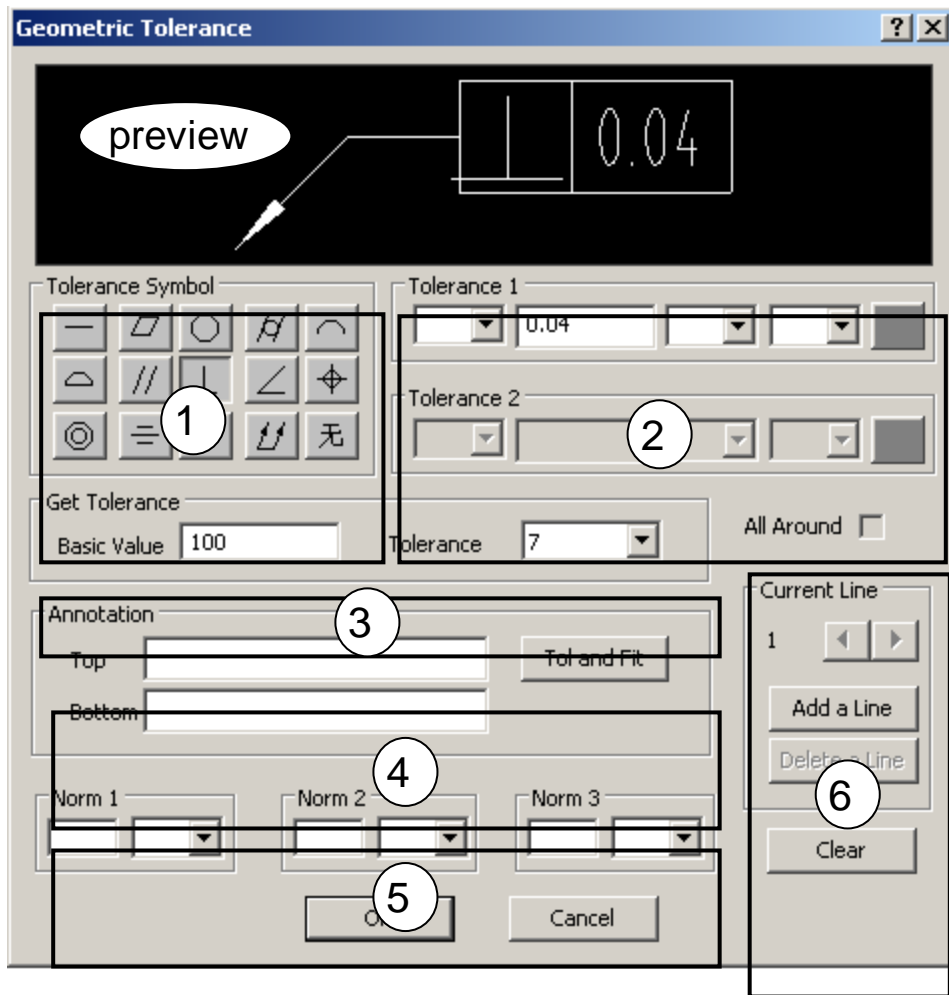 Geometric Tolerance
preview
0.04
Tolerance Symbol
Tolerance 1
0.04
Tolerance 2
无
1
2
Get Tolerance
Basic Value 100 Tolerance 7
All Around
Annotation
3
Top
Tol and Fit
Bottom
Current Line
1
Add a Line
Delete a Line
4
6
Norm 1
Norm 2
Norm 3
Clear
5
Cancel